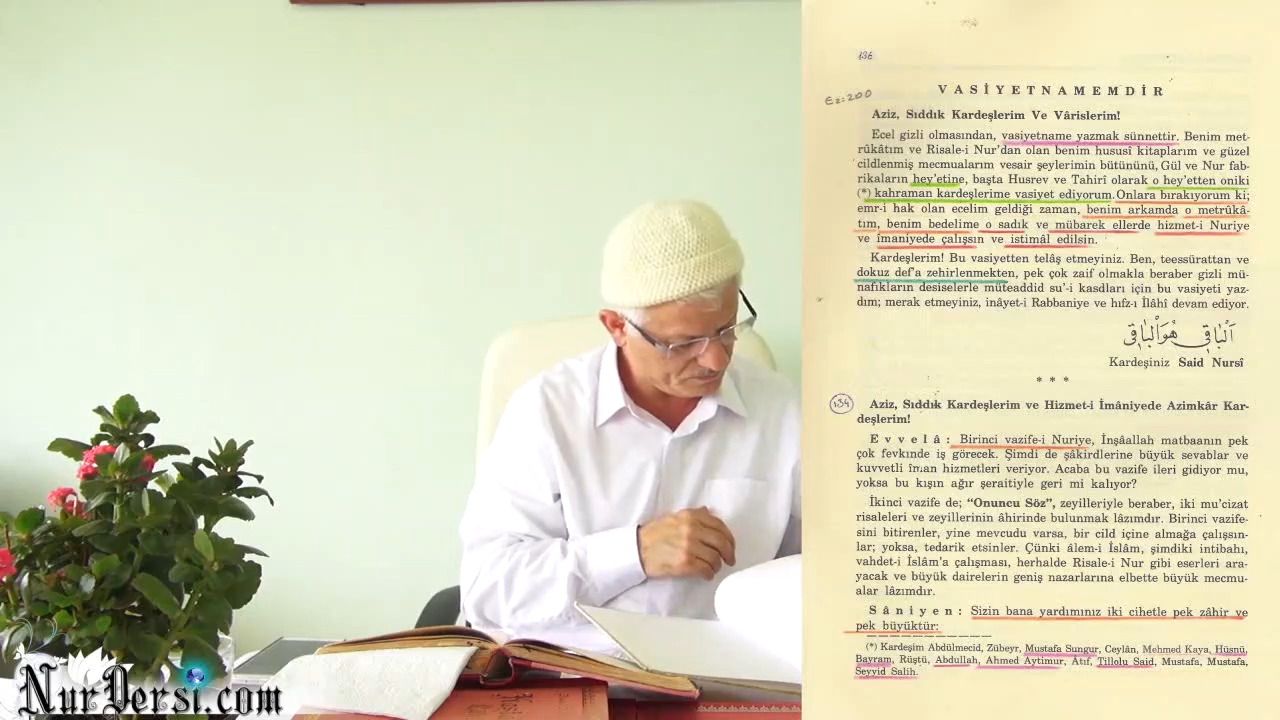 136
Ez=200
VASİYETNAMEMDİR
Aziz, Sıddık Kardeşlerim Ve Vârislerim!
Ecel gizli olmasından, vasiyetname yazmak sünnettir. Benim met-
rûkâtım ve Risale-i Nur'dan olan benim hususî kitaplarım ve güzel
cildlenmiş mecmualarım vesair şeylerimin bütününü, Gül ve Nur fab-
rikaların hey'etine, başta Husrev ve Tahirî olarak o hey'etten oniki
(*) kahraman kardeşlerime vasiyet ediyorum. Onlara bırakıyorum ki;
emr-i hak olan ecelim geldiği zaman, benim arkamda o metrûkâ-
tım, benim bedelime o sadık ve mübarek ellerde hizmet-i Nuriye
ve imaniyede çalışsın ve istimâl edilsin.
Kardeşlerim! Bu vasiyetten telâş etmeyiniz. Ben, teessürattan ve
dokuz def'a zehirlenmekten, pek çok zaif olmakla beraber gizli mü-
nafıkların desiselerle müteaddid su'-i kasdları için bu vasiyeti yaz-
dım; merak etmeyiniz, inâyet-i Rabbaniye ve hıfz-ı İlâhî devam ediyor.
اَلْبَاقِى هُوَالْبَاقِى
Kardeşiniz Said Nursî
* * *
134
Aziz, Sıddık Kardeşlerim ve Hizmet-i İmâniyede Azimkâr Kar-
deşlerim!
Evvelâ: Birinci vazife-i Nuriye, İnşâallah matbaanın pek
çok fevkınde iş görecek. Şimdi de şâkirdlerine büyük sevablar ve
kuvvetli iman hizmetleri veriyor. Acaba bu vazife ileri gidiyor mu,
yoksa bu kışın ağır şeraitiyle geri mi kalıyor?
İkinci vazife de; "Onuncu Söz", zeyilleriyle beraber, iki mu'cizat
risaleleri ve zeyillerinin âhirinde bulunmak lâzımdır. Birinci vazife-
sini bitirenler, yine mevcudu varsa, bir cild içine almağa çalışsın-
lar; yoksa, tedarik etsinler. Çünki âlem-i İslâm, şimdiki intibahı,
vahdet-i İslâm'a çalışması, herhalde Risale-i Nur gibi eserleri ara-
yacak ve büyük dairelerin geniş nazarlarına elbette büyük mecmu-
alar lâzımdır.
Sâniyen: Sizin bana yardımınız iki cihetle pek zâhir ve
pek büyüktür:
(*) Kardeşim Abdülmecid, Zübeyr, Mustafa Sungur, Ceylân, Mehmed Kaya, Hüsnü
Bayram, Rüştü, Abdullah, Ahmed Aytimur, Atıf, Tillolu Said, Mustafa, Mustafa,
Seyyid Salih.
NurDersi.com